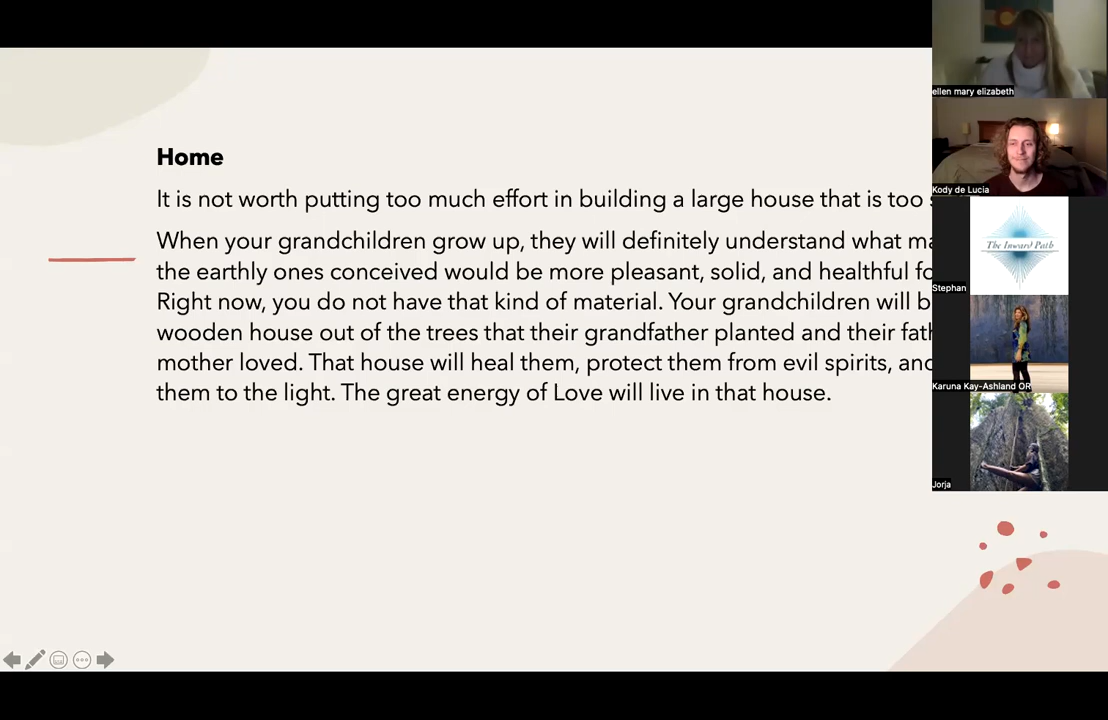 Home
It is not worth putting too much effort in building a large house that is too
When your grandchildren grow up, they will definitely understand what
the earthly ones conceived would be more pleasant, solid, and healthful
Right now, you do not have that kind of material. Your grandchildren will
wooden house out of the trees that their grandfather planted and their
mother loved. That house will heal them, protect them from evil spirits,
them to the light. The great energy of Love will live in that house.
ellen mary elizabeth
Kody de Lucia
The Inward Path
Stephan
Karuna Kay-Ashland OR
Jorja